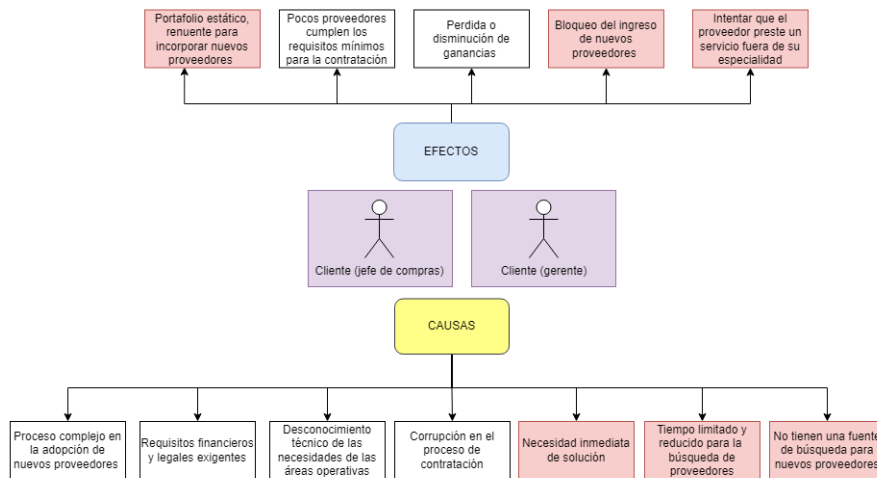 Portafolio estático,
renuente para
incorporar nuevos
proveedores
Pocos proveedores
cumplen los
requisitos mínimos
para la contratación
Perdida o
disminución de
ganancias
Bloqueo del ingreso
de nuevos
proveedores
Intentar que el
proveedor preste un
servicio fuera de su
especialidad
EFECTOS
Cliente (jefe de compras)
Cliente (gerente)
CAUSAS
Proceso complejo en
la adopción de
nuevos proveedores
Requisitos financieros
y legales exigentes
Desconocimiento
técnico de las
necesidades de las
áreas operativas
Corrupción en el
proceso de
contratación
Necesidad inmediata
de solución
Tiempo limitado y
reducido para la
búsqueda de
proveedores
No tienen una fuente
de búsqueda para
nuevos proveedores